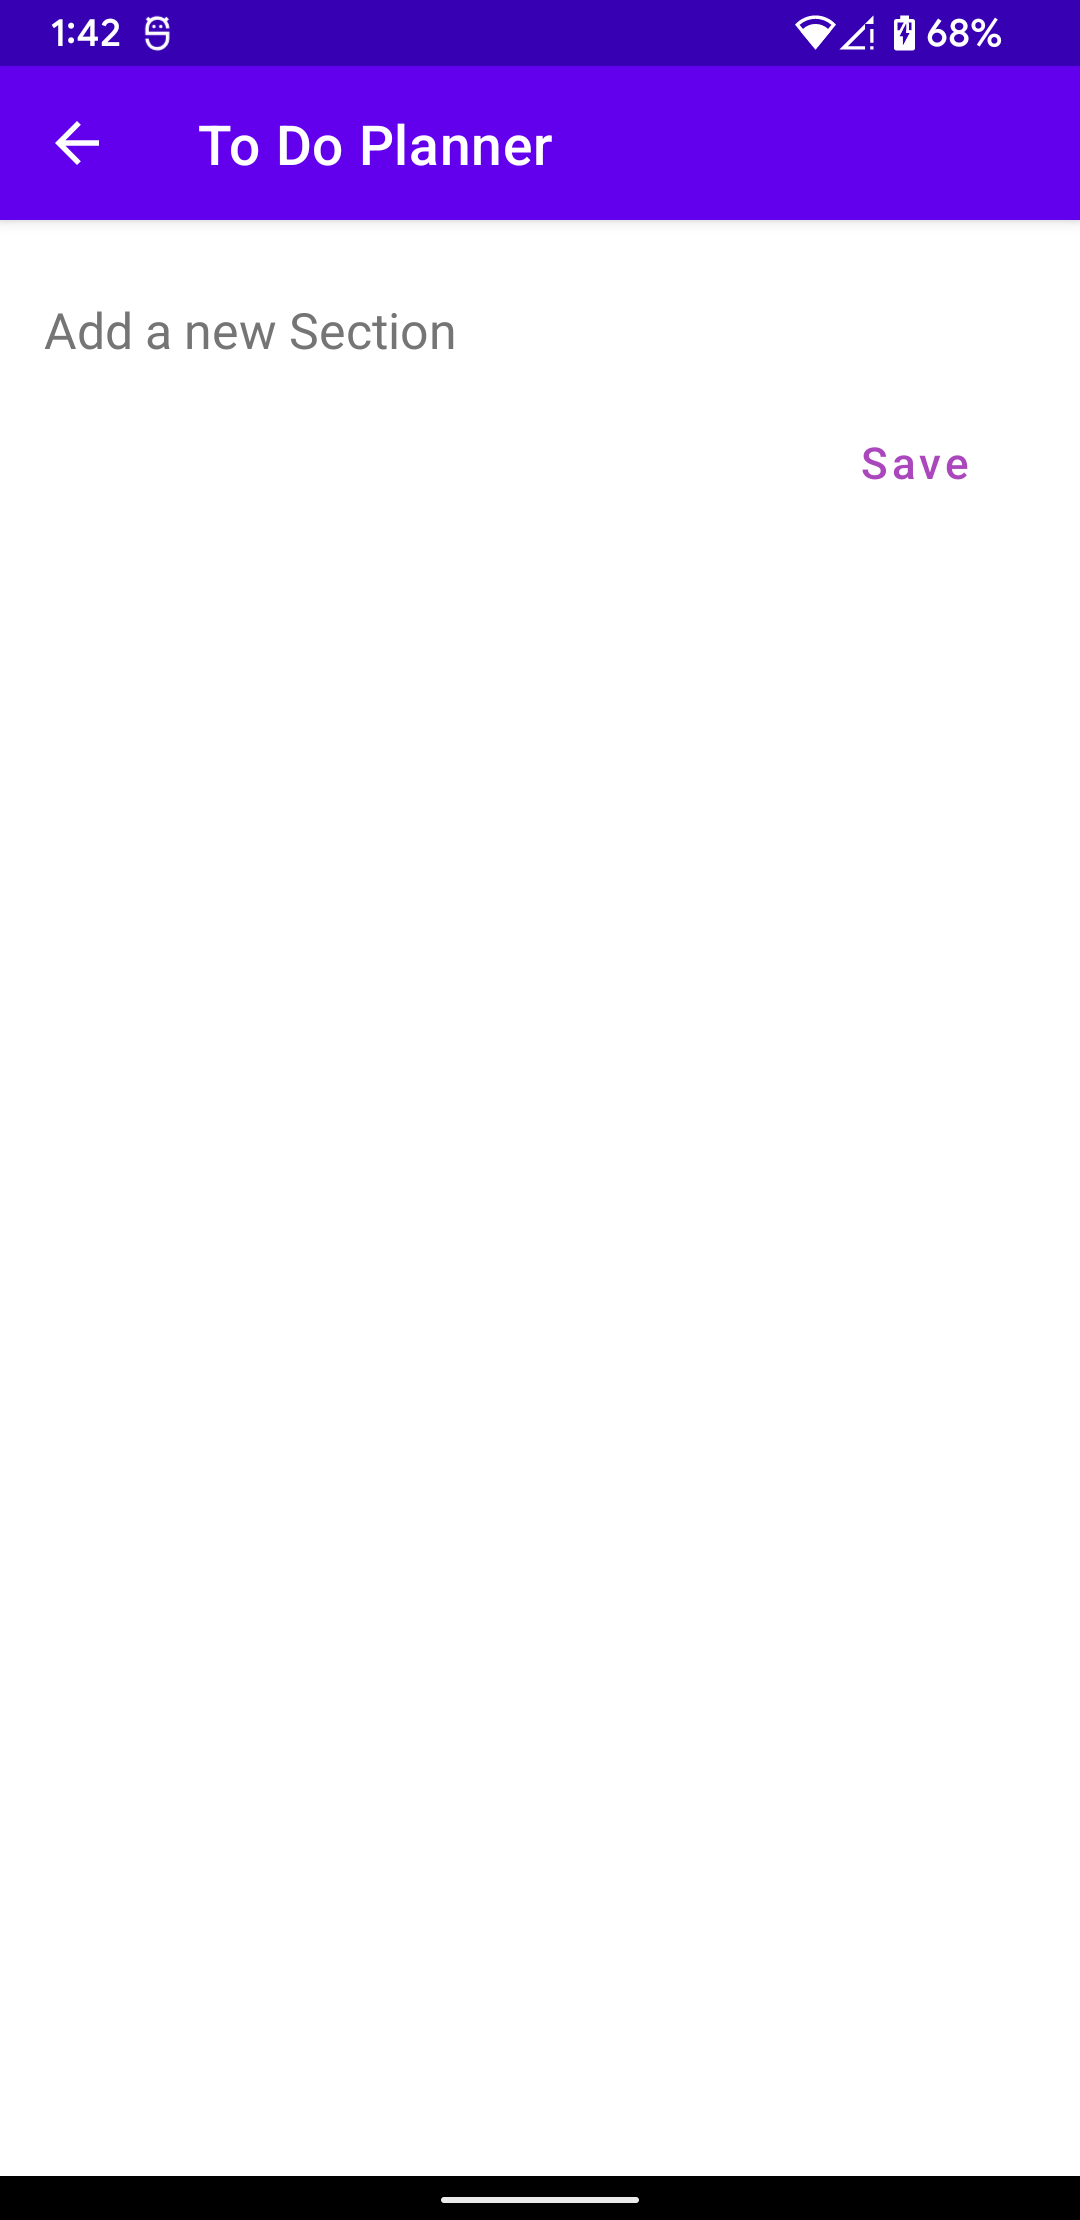 1:42 68%
To Do Planner
Add a new Section
Save